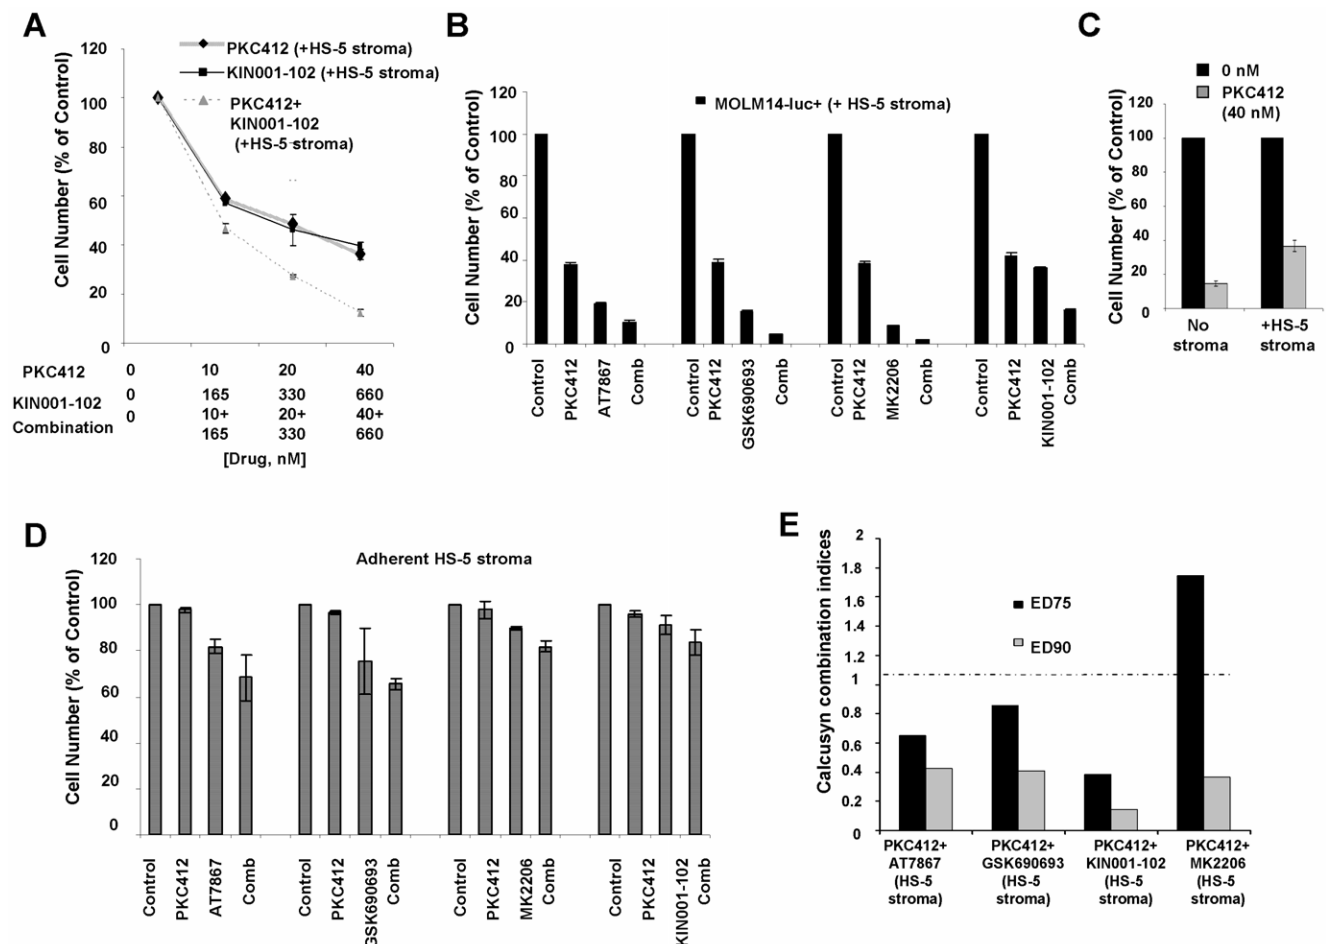 A
120
100
80
60
40
20
0
Cell Number (% of Control)
PKC412 (+HS-5 stroma)
KIN001-102 (+HS-5 stroma)
PKC412+
KIN001-102
(+HS-5 stroma)
PKC412 0 10 20 40
KIN001-102 0 165 330 660
Combination 0 10+ 20+ 40+
165 330 660
[Drug, nM]
B
120
100
80
60
40
20
0
Cell Number (% of Control)
MOLM14-luc+ (+ HS-5 stroma)
Control
PKC412
AT7867
Comb
Control
PKC412
GSK690693
Comb
Control
PKC412
MK2206
Comb
Control
PKC412
KIN001-102
Comb
C
0 nM
PKC412
(40 nM)
120
100
80
60
40
20
0
Cell Number (% of Control)
No
stroma
+HS-5
stroma
D
120
100
80
60
40
20
0
Cell Number (% of Control)
Adherent HS-5 stroma
Control
PKC412
AT7867
Comb
Control
PKC412
GSK690693
Comb
Control
PKC412
MK2206
Comb
Control
PKC412
KIN001-102
Comb
E
2
1.8
1.6
1.4
1.2
1
0.8
0.6
0.4
0.2
0
Calcusyn combination indices
ED75
ED90
PKC412+
AT7867
(HS-5
stroma)
PKC412+
GSK690693
(HS-5
stroma)
PKC412+
KIN001-102
(HS-5
stroma)
PKC412+
MK2206
(HS-5
stroma)